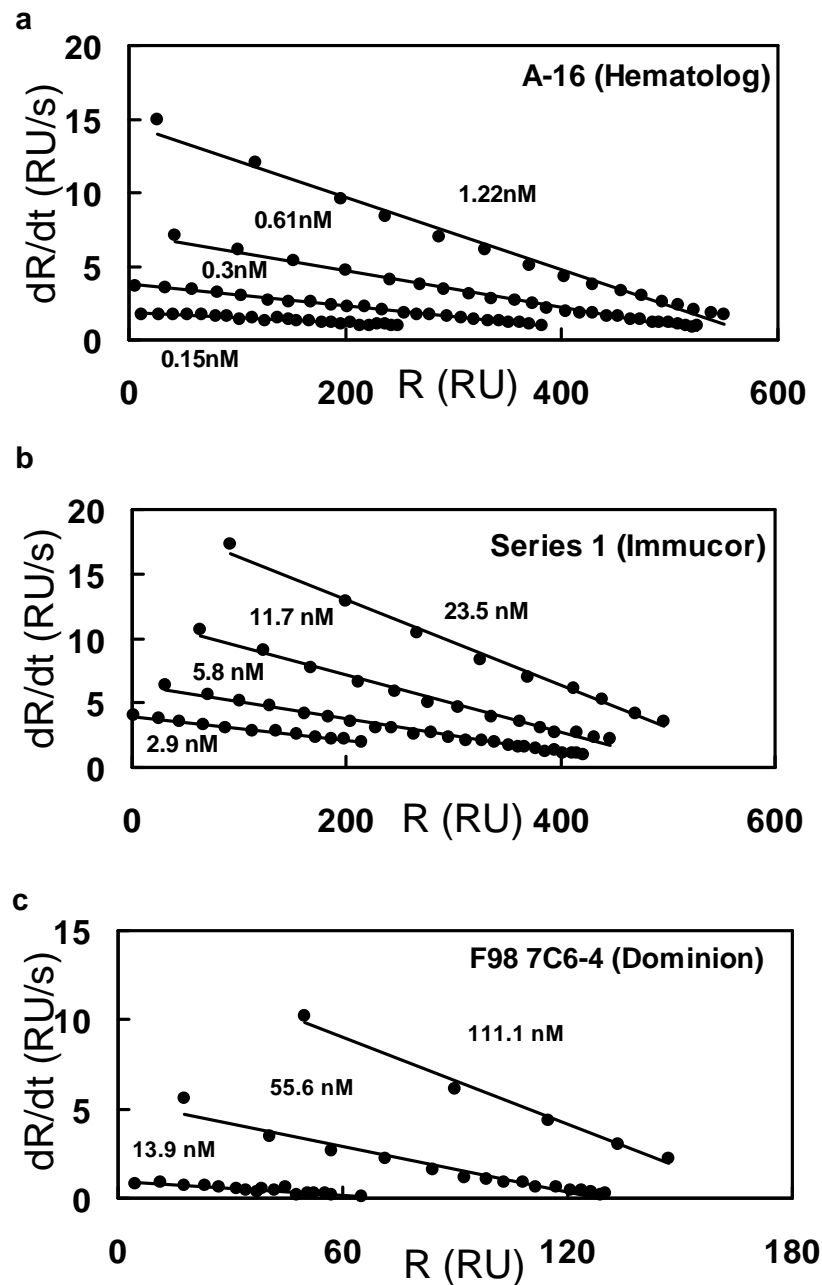 a
20
15
10
5
0
dR/dt (RU/s)
A-16 (Hematolog)
1.22nM
0.61nM
0.3nM
0.15nM
0 200 400 600
R (RU)
b
20
15
10
5
0
dR/dt (RU/s)
Series 1 (Immucor)
23.5 nM
11.7 nM
5.8 nM
2.9 nM
0 200 400 600
R (RU)
c
15
10
5
0
dR/dt (RU/s)
F98 7C6-4 (Dominion)
111.1 nM
55.6 nM
13.9 nM
0 60 120 180
R (RU)